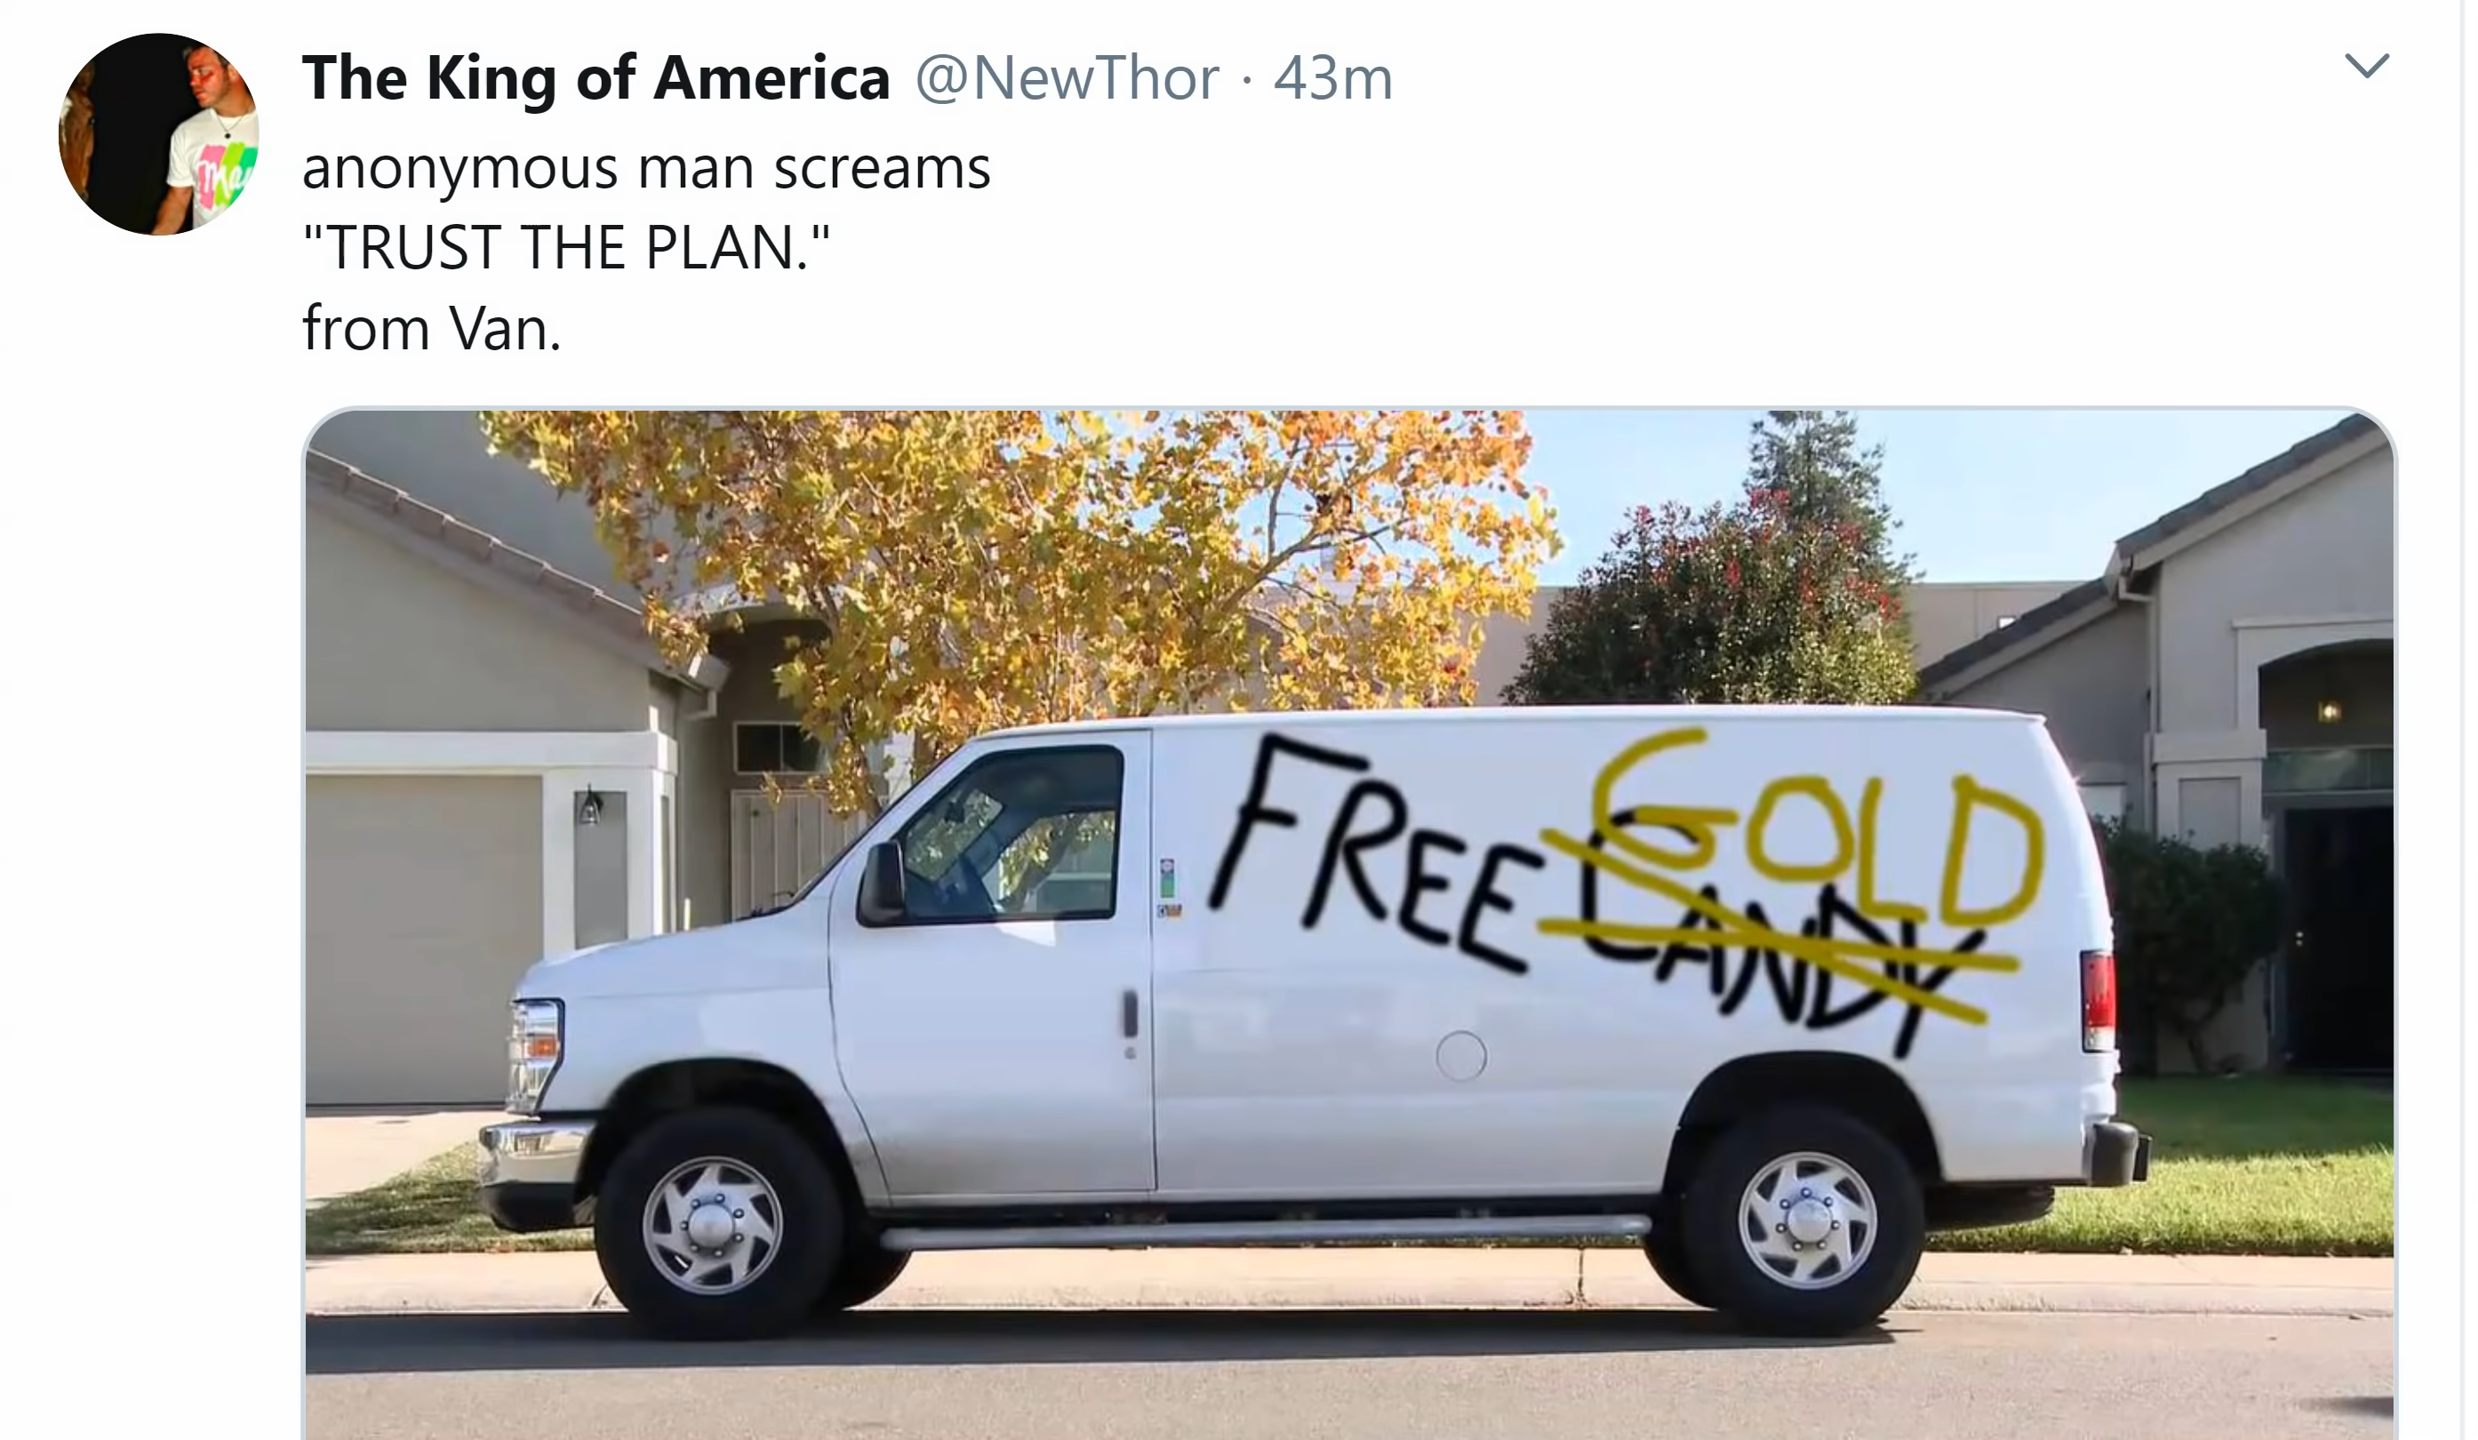 The King of America @NewThor · 43m
anonymous man screams
"TRUST THE PLAN."
from Van.
FREE GOLD
CANDY